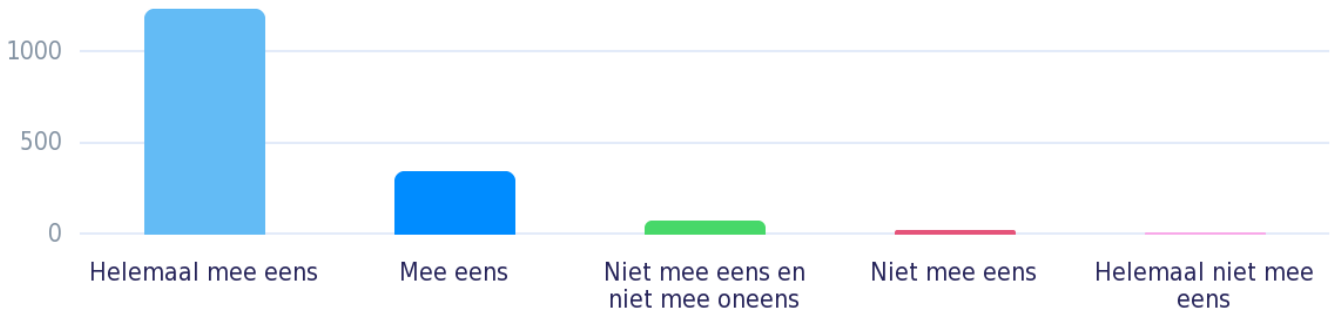 1000
500
0
Helemaal mee eens
Mee eens
Niet mee eens en
niet mee oneens
Niet mee eens
Helemaal niet mee
eens